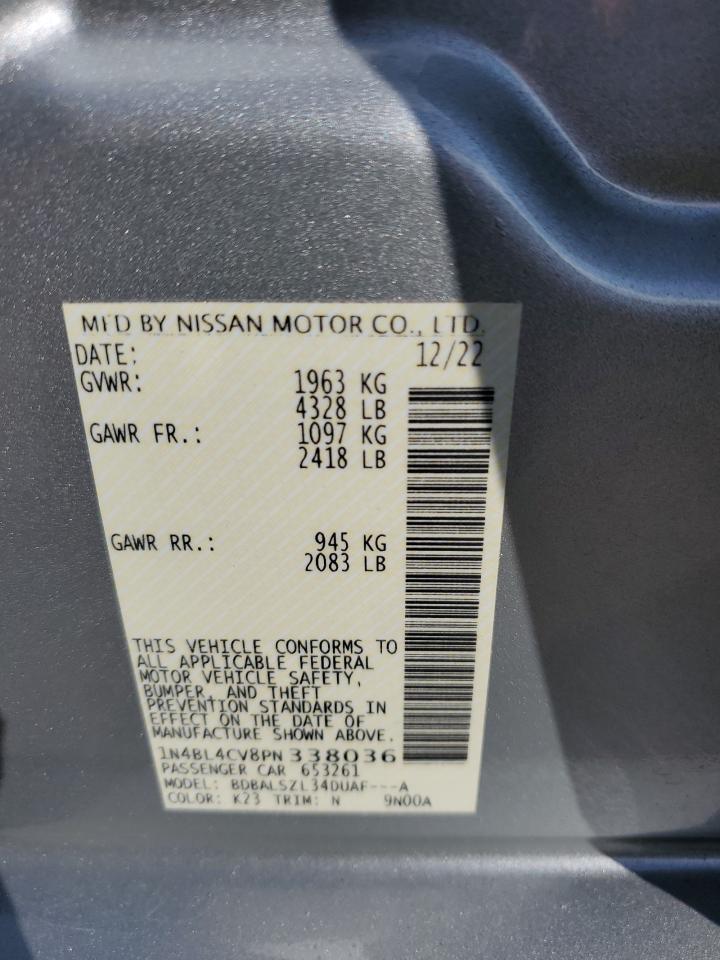 MFD BY NISSAN MOTOR CO., LTD.
DATE: 12/22
GVWR: 1963 KG
4328 LB
GAWR FR.: 1097 KG
2418 LB
GAWR RR.: 945 KG
2083 LB
THIS VEHICLE CONFORMS TO
ALL APPLICABLE FEDERAL
MOTOR VEHICLE SAFETY,
BUMPER, AND THEFT
PREVENTION STANDARDS IN
EFFECT ON THE DATE OF
MANUFACTURE SHOWN ABOVE.
1N4BL4CV8PN338036
PASSENGER CAR 653261
MODEL: BDBALSZL34DUAF---A
COLOR: K23 TRIM: N 9N00A